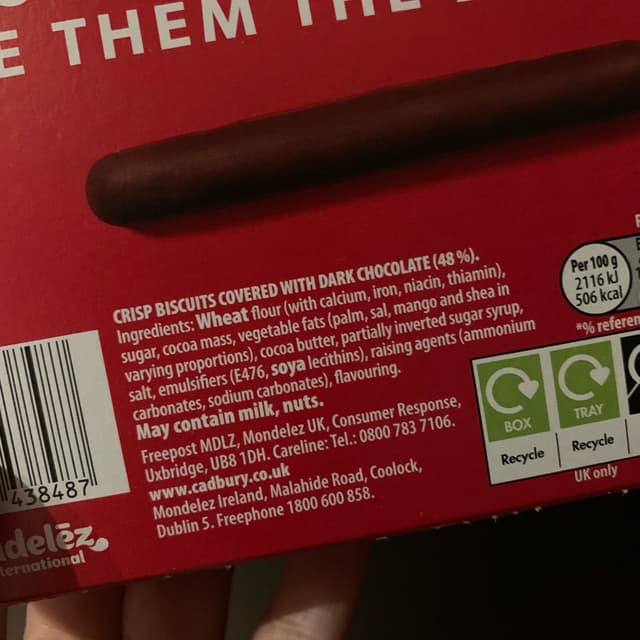 E THEM THE
CRISP BISCUITS COVERED WITH DARK CHOCOLATE (48%).
Ingredients: Wheat flour (with calcium, iron, niacin, thiamin),
sugar, cocoa mass, vegetable fats (palm, sal, mango and shea in
varying proportions), cocoa butter, partially inverted sugar syrup,
salt, emulsifiers (E476, soya lecithins), raising agents (ammonium
carbonates, sodium carbonates), flavouring.
May contain milk, nuts.
Freepost MDLZ, Mondelez UK, Consumer Response,
Uxbridge, UB8 1DH. Careline: Tel.: 0800 783 7106.
www.cadbury.co.uk
Mondelez Ireland, Malahide Road, Coolock,
Dublin 5. Freephone 1800 600 858.
438487
delēz
ternational
Per 100 g
2116 kJ
506 kcal
*% referen
BOX
TRAY
Recycle
Recycle
UK only